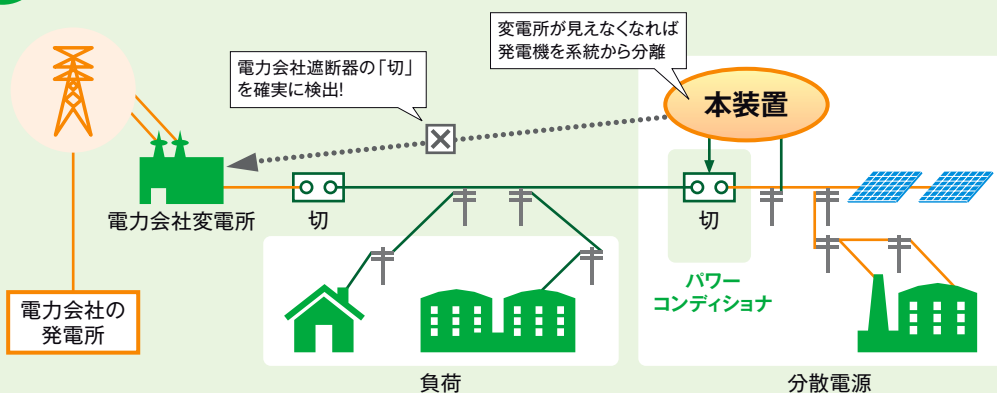 変電所が見えなくなれば
発電機を系統から分離
電力会社遮断器の「切」
を確実に検出!
本装置
電力会社変電所
切
切
パワー
コンディショナ
電力会社の
発電所
負荷
分散電源